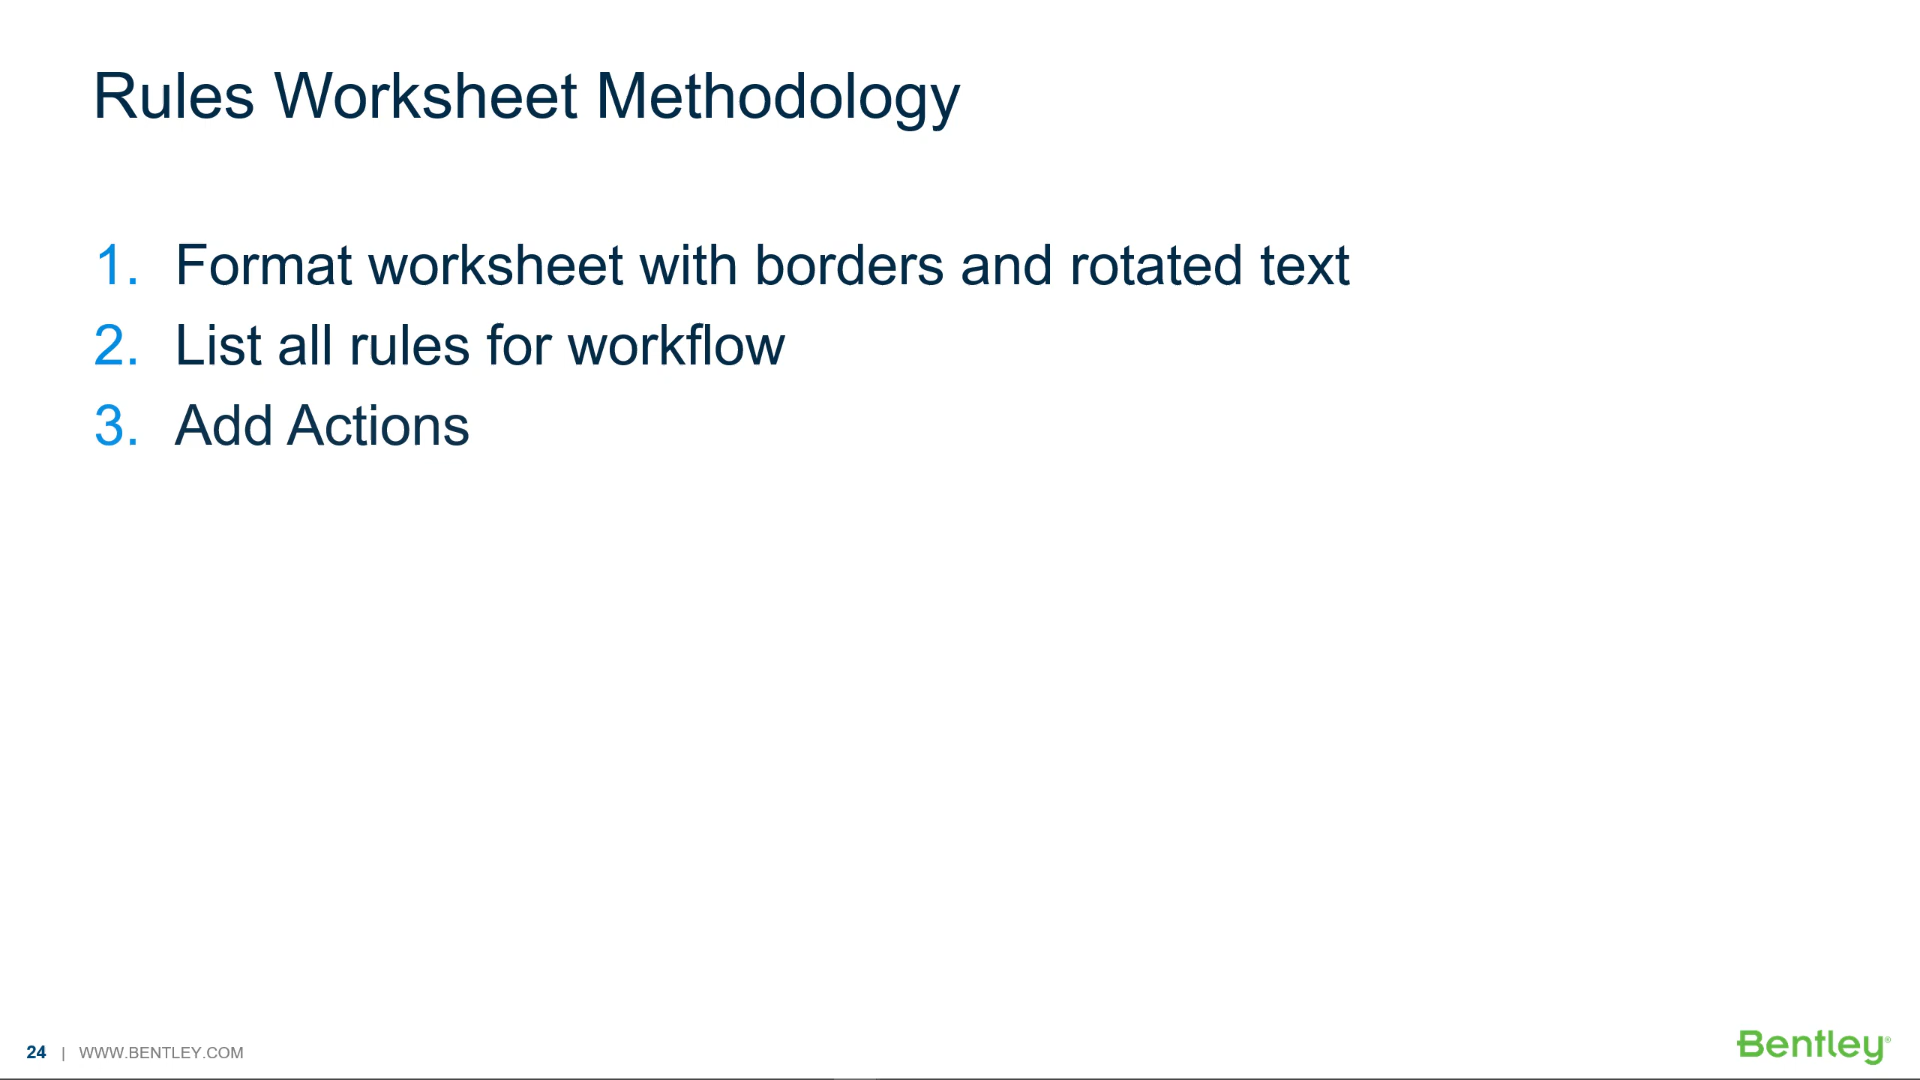 Rules Worksheet Methodology
1. Format worksheet with borders and rotated text
2. List all rules for workflow
3. Add Actions
24 | WWW.BENTLEY.COM
Bentley®